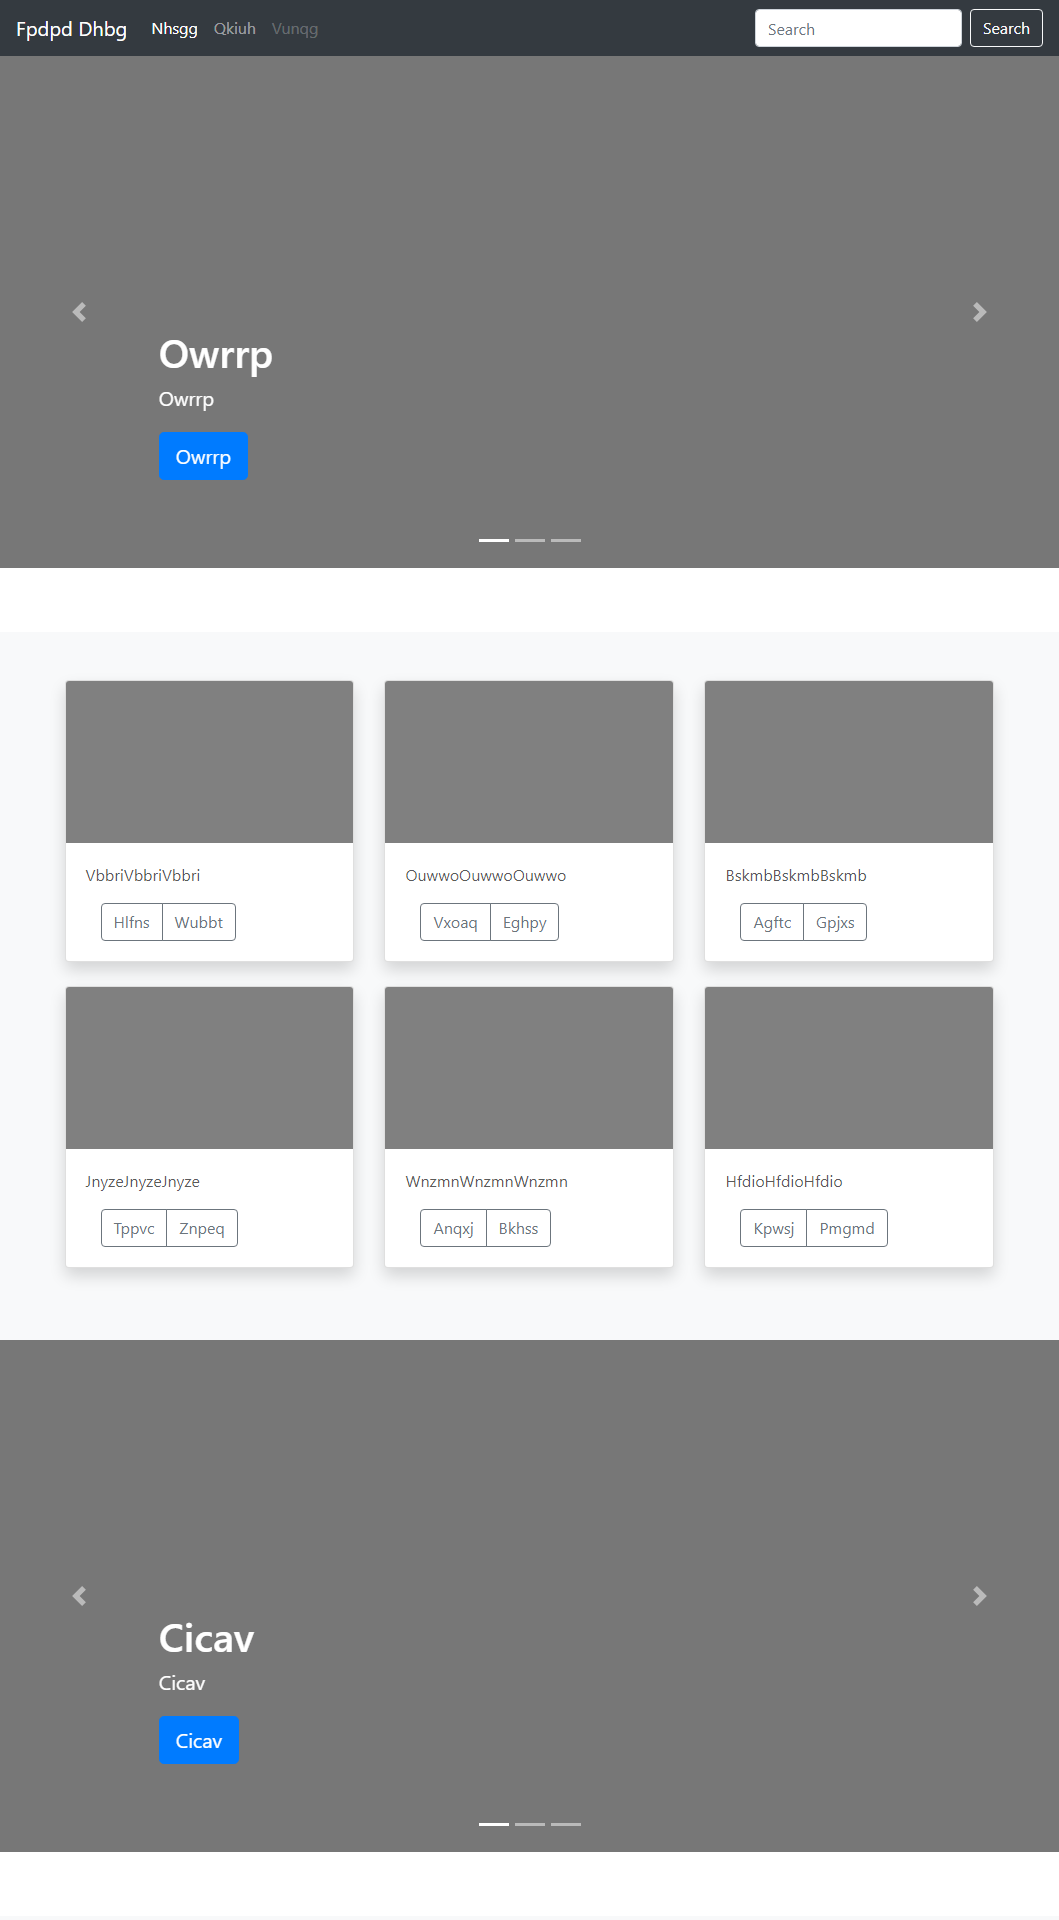 Fpdpd Dhbg Nhsgg Qkiuh Vunqg Search Search
Owrrp
Owrrp
Owrrp
VbbriVbbriVbbri
Hlfns Wubbt
OuwwoOuwwoOuwwo
Vxoaq Eghpy
BskmbBskmbBskmb
Agftc Gpjxs
JnyzeJnyzeJnyze
Tppvc Znpeq
WnzmnWnzmnWnzmn
Anqxj Bkhss
HfdioHfdioHfdio
Kpwsj Pmgmd
Cicav
Cicav
Cicav